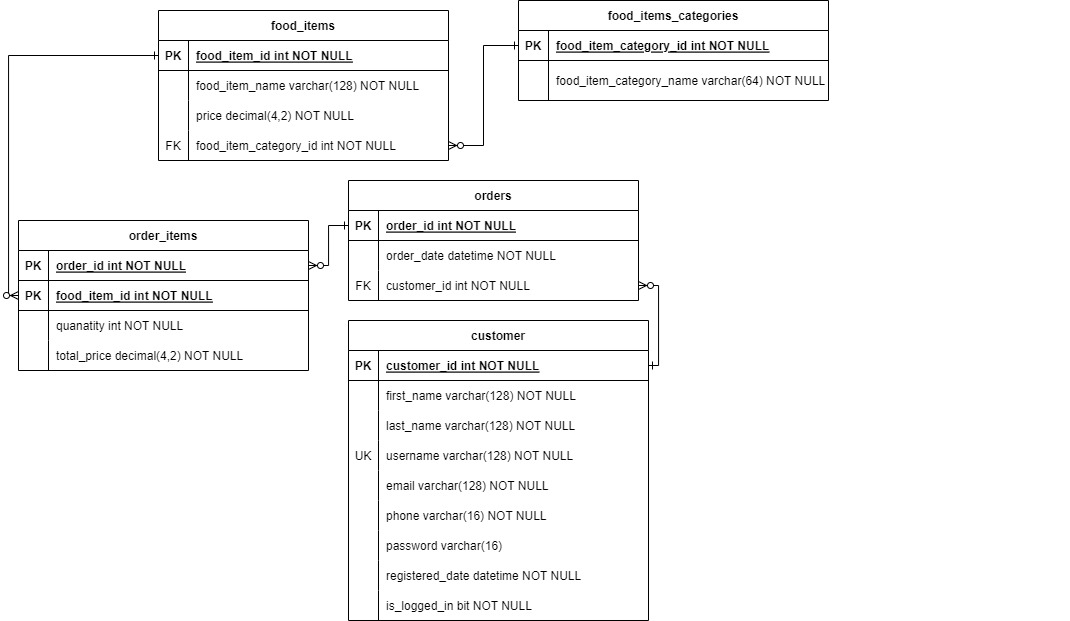 food_items
PK food_item_id int NOT NULL
food_item_name varchar(128) NOT NULL
price decimal(4,2) NOT NULL
FK food_item_category_id int NOT NULL
food_items_categories
PK food_item_category_id int NOT NULL
food_item_category_name varchar(64) NOT NULL
order_items
PK order_id int NOT NULL
PK food_item_id int NOT NULL
quanatity int NOT NULL
total_price decimal(4,2) NOT NULL
orders
PK order_id int NOT NULL
order_date datetime NOT NULL
FK customer_id int NOT NULL
customer
PK customer_id int NOT NULL
first_name varchar(128) NOT NULL
last_name varchar(128) NOT NULL
UK username varchar(128) NOT NULL
email varchar(128) NOT NULL
phone varchar(16) NOT NULL
password varchar(16)
registered_date datetime NOT NULL
is_logged_in bit NOT NULL